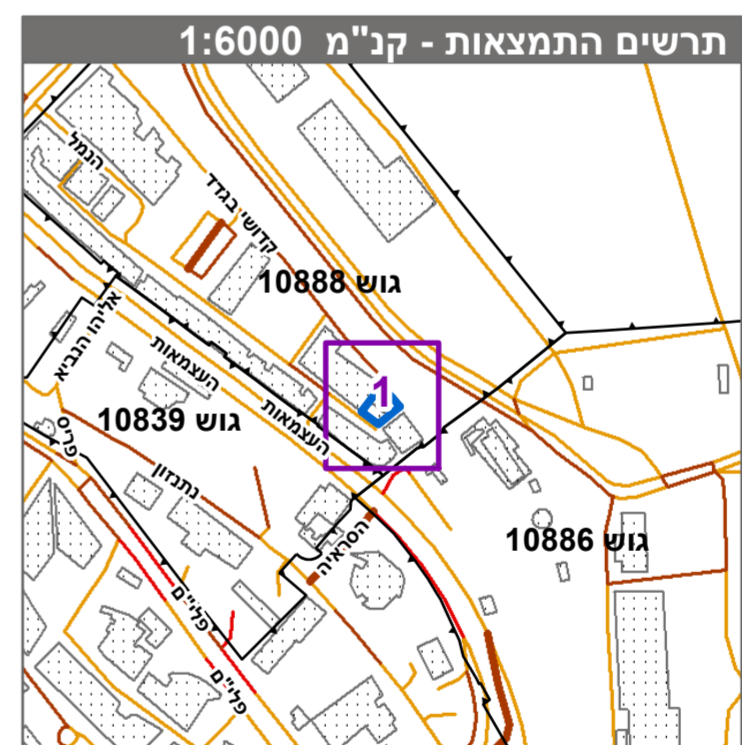 תרשים התמצאות - קנ"מ 1:6000
הנמל
קדושי בגדד
גוש 10888
אליהו הנביא
העצמאות
1
העצמאות
גוש 10839
פריס
נתנזון
גוש 10886
הסראיה
פלי"ם
פלי"ם